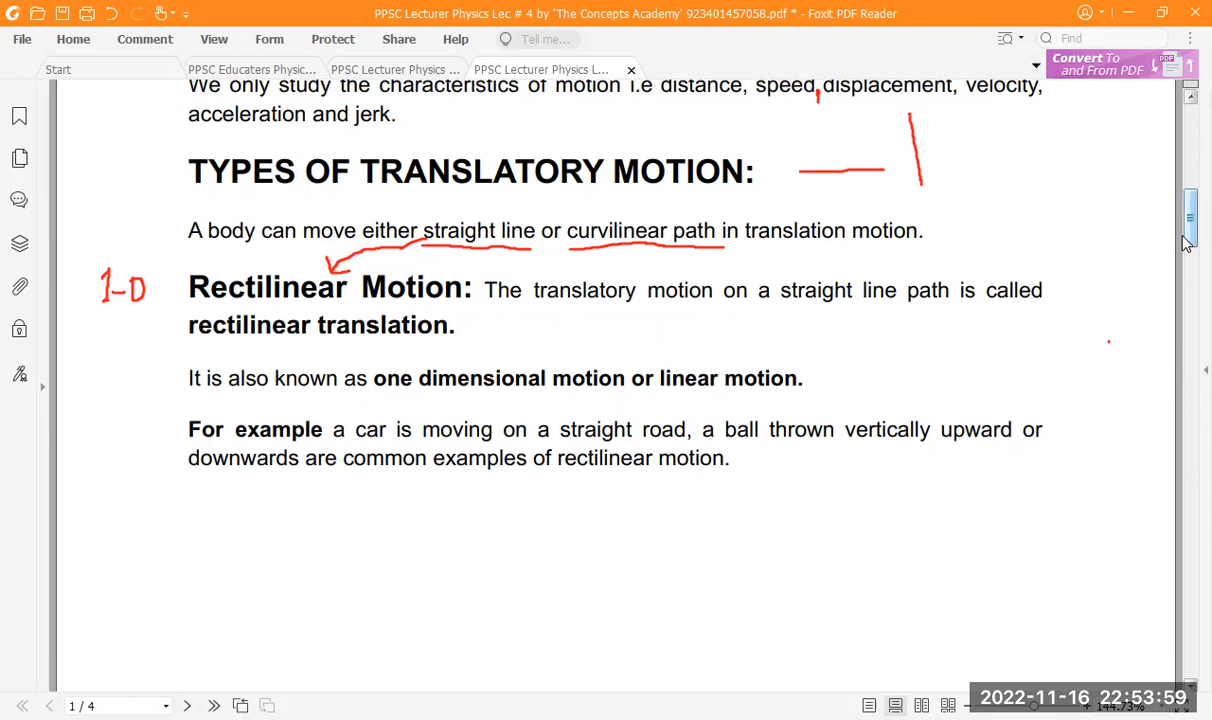 PPSC Lecturer Physics Lec # 4 by 'The Concepts Academy' 923401457058.pdf * - Foxit PDF Reader
File Home Comment View Form Protect Share Help Tell me... Find
Start PPSC Educaters Physic... PPSC Lecturer Physics ... PPSC Lecturer Physics L...
Convert To
and From PDF
PDF
We only study the characteristics of motion i.e distance, speed, displacement, velocity,
acceleration and jerk.
TYPES OF TRANSLATORY MOTION:
A body can move either straight line or curvilinear path in translation motion.
1-D
Rectilinear Motion: The translatory motion on a straight line path is called
rectilinear translation.
It is also known as one dimensional motion or linear motion.
For example a car is moving on a straight road, a ball thrown vertically upward or
downwards are common examples of rectilinear motion.
1 / 4
144.73%
2022-11-16 22:53:59